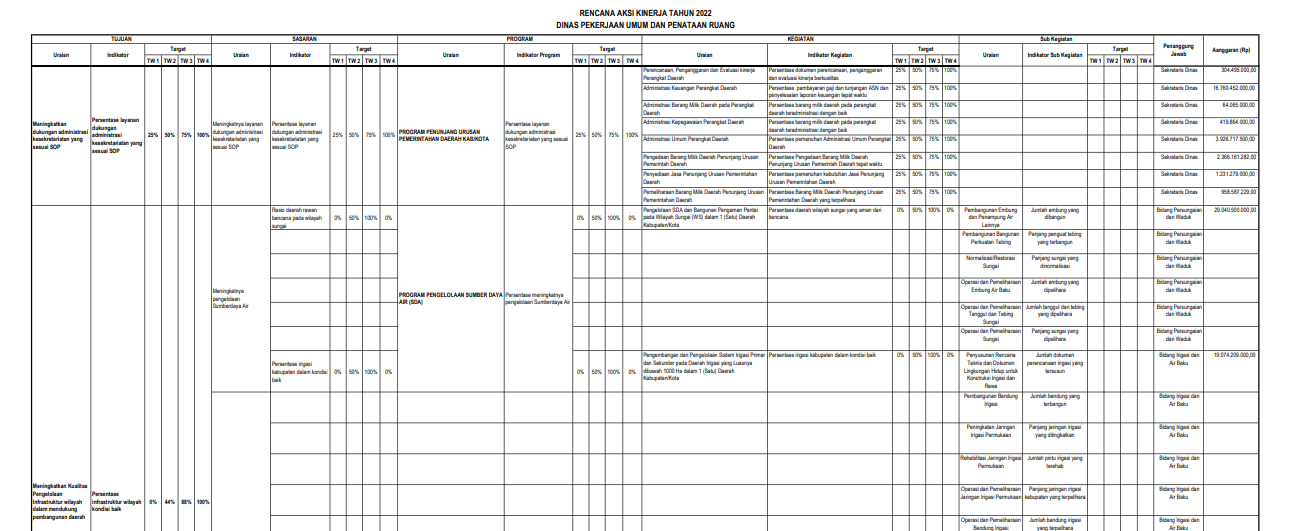 RENCANA AKSI KINERJA TAHUN 2022
DINAS PEKERJAAN UMUM DAN PENATAAN RUANG
TUJUAN SASARAN PROGRAM KEGIATAN Sub Kegiatan Penanggung Jawab Aanggaran (Rp)
Uraian Indikator Target Uraian Indikator Target Uraian Indikator Program Target Uraian Indikator Kegiatan Target Uraian Indikator Sub Kegiatan Target
TW 1 TW 2 TW 3 TW 4 TW 1 TW 2 TW 3 TW 4 TW 1 TW 2 TW 3 TW 4 TW 1 TW 2 TW 3 TW 4 TW 1 TW 2 TW 3 TW 4
Meningkatkan dukungan administrasi kesekretariatan yang sesuai SOP
Persentase layanan dukungan administrasi kesekretariatan yang sesuai SOP
25% 50% 75% 100%
Meningkatnya layanan dukungan administrasi kesekretariatan yang sesuai SOP
Persentase layanan dukungan administrasi kesekretariatan yang sesuai SOP
25% 50% 75% 100%
PROGRAM PENUNJANG URUSAN PEMERINTAHAN DAERAH KAB/KOTA
Persentase layanan dukungan administrasi kesekretariatan yang sesuai SOP
25% 50% 75% 100%
Perencanaan, Penganggaran dan Evaluasi kinerja Perangkat Daerah
Persentase dokumen perencanaan, penganggaran dan evaluasi kinerja berkualitas
25% 50% 75% 100% Sekretaris Dinas 304.495.000,00
Administrasi Keuangan Perangkat Daerah
Persentase pembayaran gaji dan tunjangan ASN dan penyelesaian laporan keuangan tepat waktu
25% 50% 75% 100% Sekretaris Dinas 16.760.452.000,00
Administrasi Barang Milik Daerah pada Perangkat Daerah
Persentase barang milik daerah pada perangkat daerah teradministrasi dengan baik
25% 50% 75% 100% Sekretaris Dinas 64.065.000,00
Administrasi Kepegawaian Perangkat Daerah
Persentase barang milik daerah pada perangkat daerah teradministrasi dengan baik
25% 50% 75% 100% Sekretaris Dinas 419.864.000,00
Administrasi Umum Perangkat Daerah
Persentase pemenuhan Administrasi Umum Perangkat Daerah
25% 50% 75% 100% Sekretaris Dinas 3.926.717.500,00
Pengadaan Barang Milik Daerah Penunjang Urusan Pemerintah Daerah
Persentase Pengadaan Barang Milik Daerah Penunjang Urusan Pemerintah Daerah tepat waktu
25% 50% 75% 100% Sekretaris Dinas 2.366.161.282,00
Penyediaan Jasa Penunjang Urusan Pemerintahan Daerah
Persentase pemenuhan kebutuhan Jasa Penunjang Urusan Pemerintahan Daerah
25% 50% 75% 100% Sekretaris Dinas 1.231.279.000,00
Pemeliharaan Barang Milik Daerah Penunjang Urusan Pemerintahan Daerah
Persentase Barang Milik Daerah Penunjang Urusan Pemerintahan Daerah yang terpelihara
25% 50% 75% 100% Sekretaris Dinas 958.587.229,00
Meningkatkan Kualitas Pengelolaan Infrastruktur wilayah dalam mendukung pembangunan daerah
Persentase infrastruktur wilayah kondisi baik
0% 44% 88% 100%
Meningkatnya pengelolaan Sumberdaya Air
Rasio daerah rawan bencana pada wilayah sungai
0% 50% 100% 0%
PROGRAM PENGELOLAAN SUMBER DAYA AIR (SDA)
Persentase meningkatnya pengelolaan Sumberdaya Air
0% 50% 100% 0%
Pengelolaan SDA dan Bangunan Pengaman Pantai pada Wilayah Sungai (WS) dalam 1 (Satu) Daerah Kabupaten/Kota
Persentase daerah wilayah sungai yang aman dari bencana
0% 50% 100% 0%
Pembangunan Embung dan Penampung Air Lainnya
Jumlah embung yang dibangun
Bidang Persungaian dan Waduk 29.040.500.000,00
Pembangunan Bangunan Perkuatan Tebing
Panjang penguat tebing yang terbangun
Bidang Persungaian dan Waduk
Normalisasi/Restorasi Sungai
Panjang sungai yang dinormalisasi
Bidang Persungaian dan Waduk
Operasi dan Pemeliharaan Embung Air Baku
Jumlah embung yang dipelihara
Bidang Persungaian dan Waduk
Operasi dan Pemeliharaan Tanggul dan Tebing Sungai
Jumlah tanggul dan tebing yang dipelihara
Bidang Persungaian dan Waduk
Operasi dan Pemeliharaan Sungai
Panjang sungai yang dipelihara
Bidang Persungaian dan Waduk
Persentase irigasi kabupaten dalam kondisi baik
0% 50% 100% 0%
0% 50% 100% 0%
Pengembangan dan Pengelolaan Sistem Irigasi Primer dan Sekunder pada Daerah Irigasi yang Luasnya dibawah 1000 Ha dalam 1 (Satu) Daerah Kabupaten/Kota
Persentase irigasi kabupaten dalam kondisi baik
0% 50% 100% 0%
Penyusunan Rencana Teknis dan Dokumen Lingkungan Hidup untuk Konstruksi Irigasi dan Rawa
Jumlah dokumen perencanaan irigasi yang tersusun
Bidang Irigasi dan Air Baku 19.074.209.000,00
Pembangunan Bendung Irigasi
Jumlah bendung yang terbangun
Bidang Irigasi dan Air Baku
Peningkatan Jaringan Irigasi Permukaan
Panjang jaringan irigasi yang ditingkatkan
Bidang Irigasi dan Air Baku
Rehabilitasi Jaringan Irigasi Permukaan
Jumlah pintu irigasi yang terehab
Bidang Irigasi dan Air Baku
Operasi dan Pemeliharaan Jaringan Irigasi Permukaan
Panjang jaringan irigasi kabupaten yang terpelihara
Bidang Irigasi dan Air Baku
Operasi dan Pemeliharaan Bendung Irigasi
Jumlah bendung irigasi yang terpelihara
Bidang Irigasi dan Air Baku